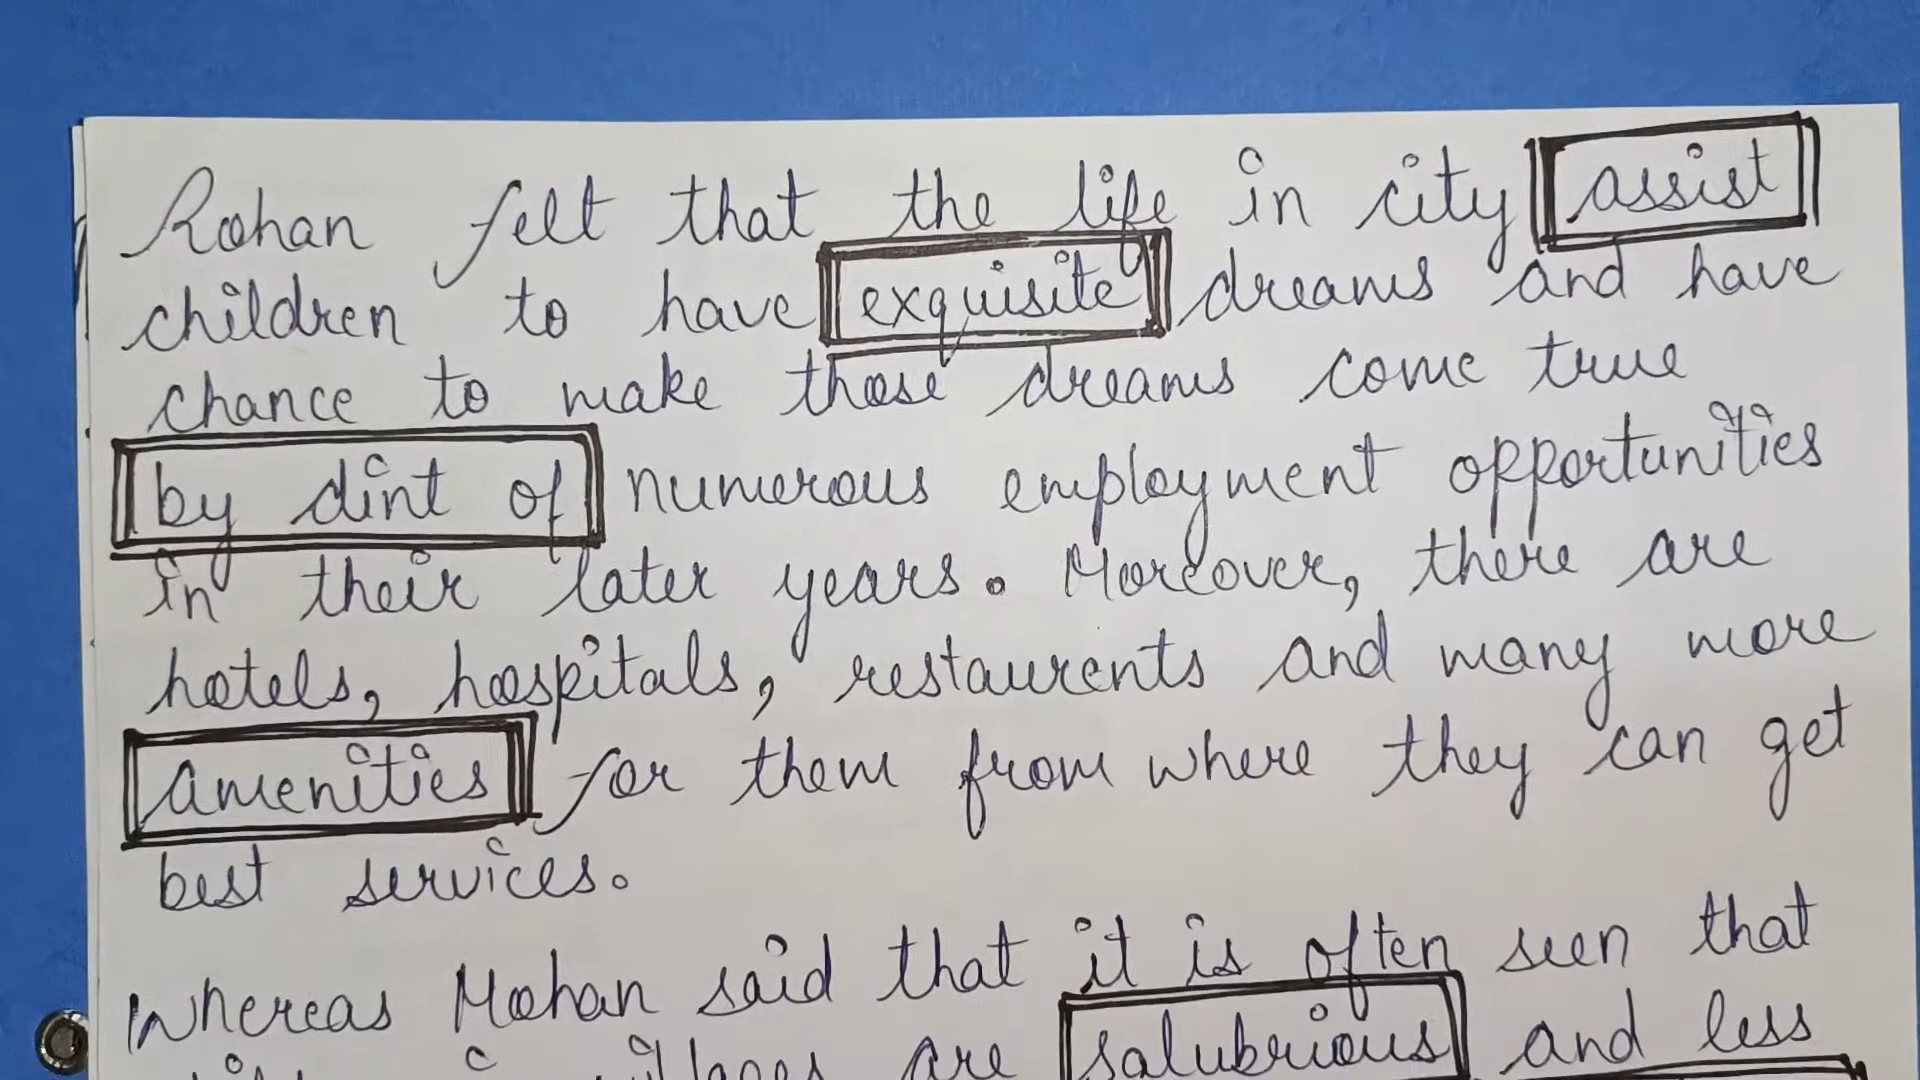 Rohan felt that the life in city assist
children to have exquisite dreams and have
chance to make those dreams come true
by dint of numerous employment opportunities
in their later years. Moreover, there are
hotels, hospitals, restaurents and many more
amenities for them from where they can get
best services.
Whereas Mohan said that it is often seen that
villages are salubrious and less